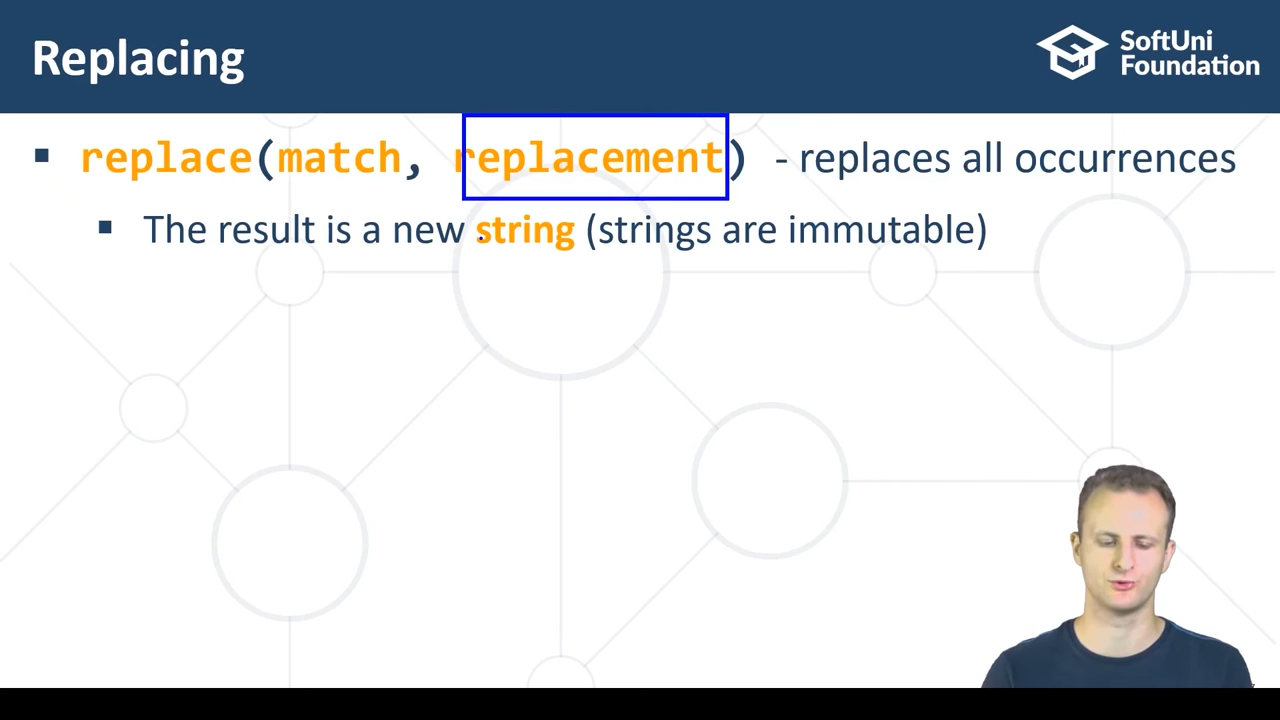 Replacing
SoftUni
Foundation
replace(match, replacement) - replaces all occurrences
The result is a new string (strings are immutable)